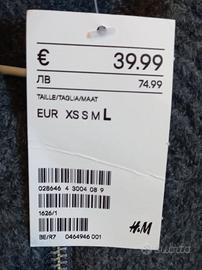 € 39.99
ЛВ 74.99
TAILLE/TAGLIA/MAAT
EUR XS S M L
028646 4 3004 08 9
1626/1
H&M
BE/R7 0464946 001
Subito